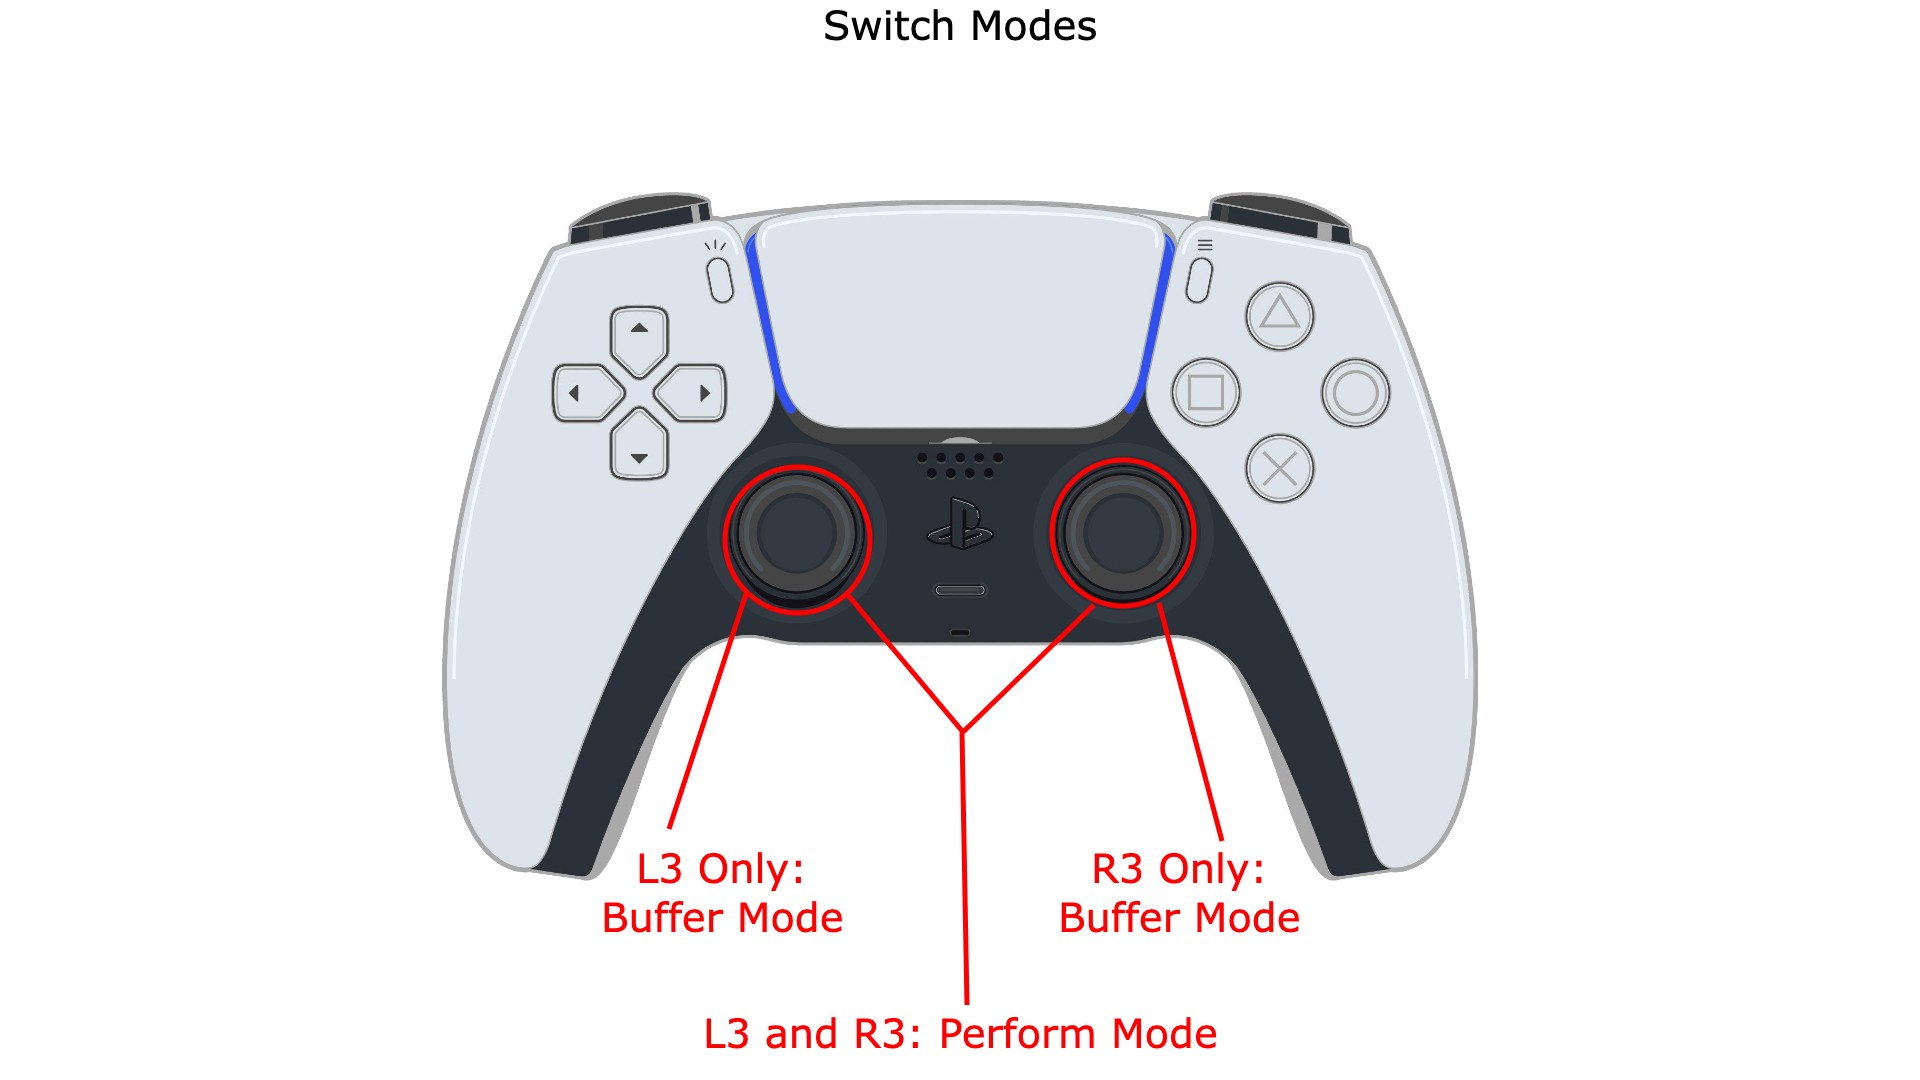 Switch Modes
L3 Only:
Buffer Mode
R3 Only:
Buffer Mode
L3 and R3: Perform Mode